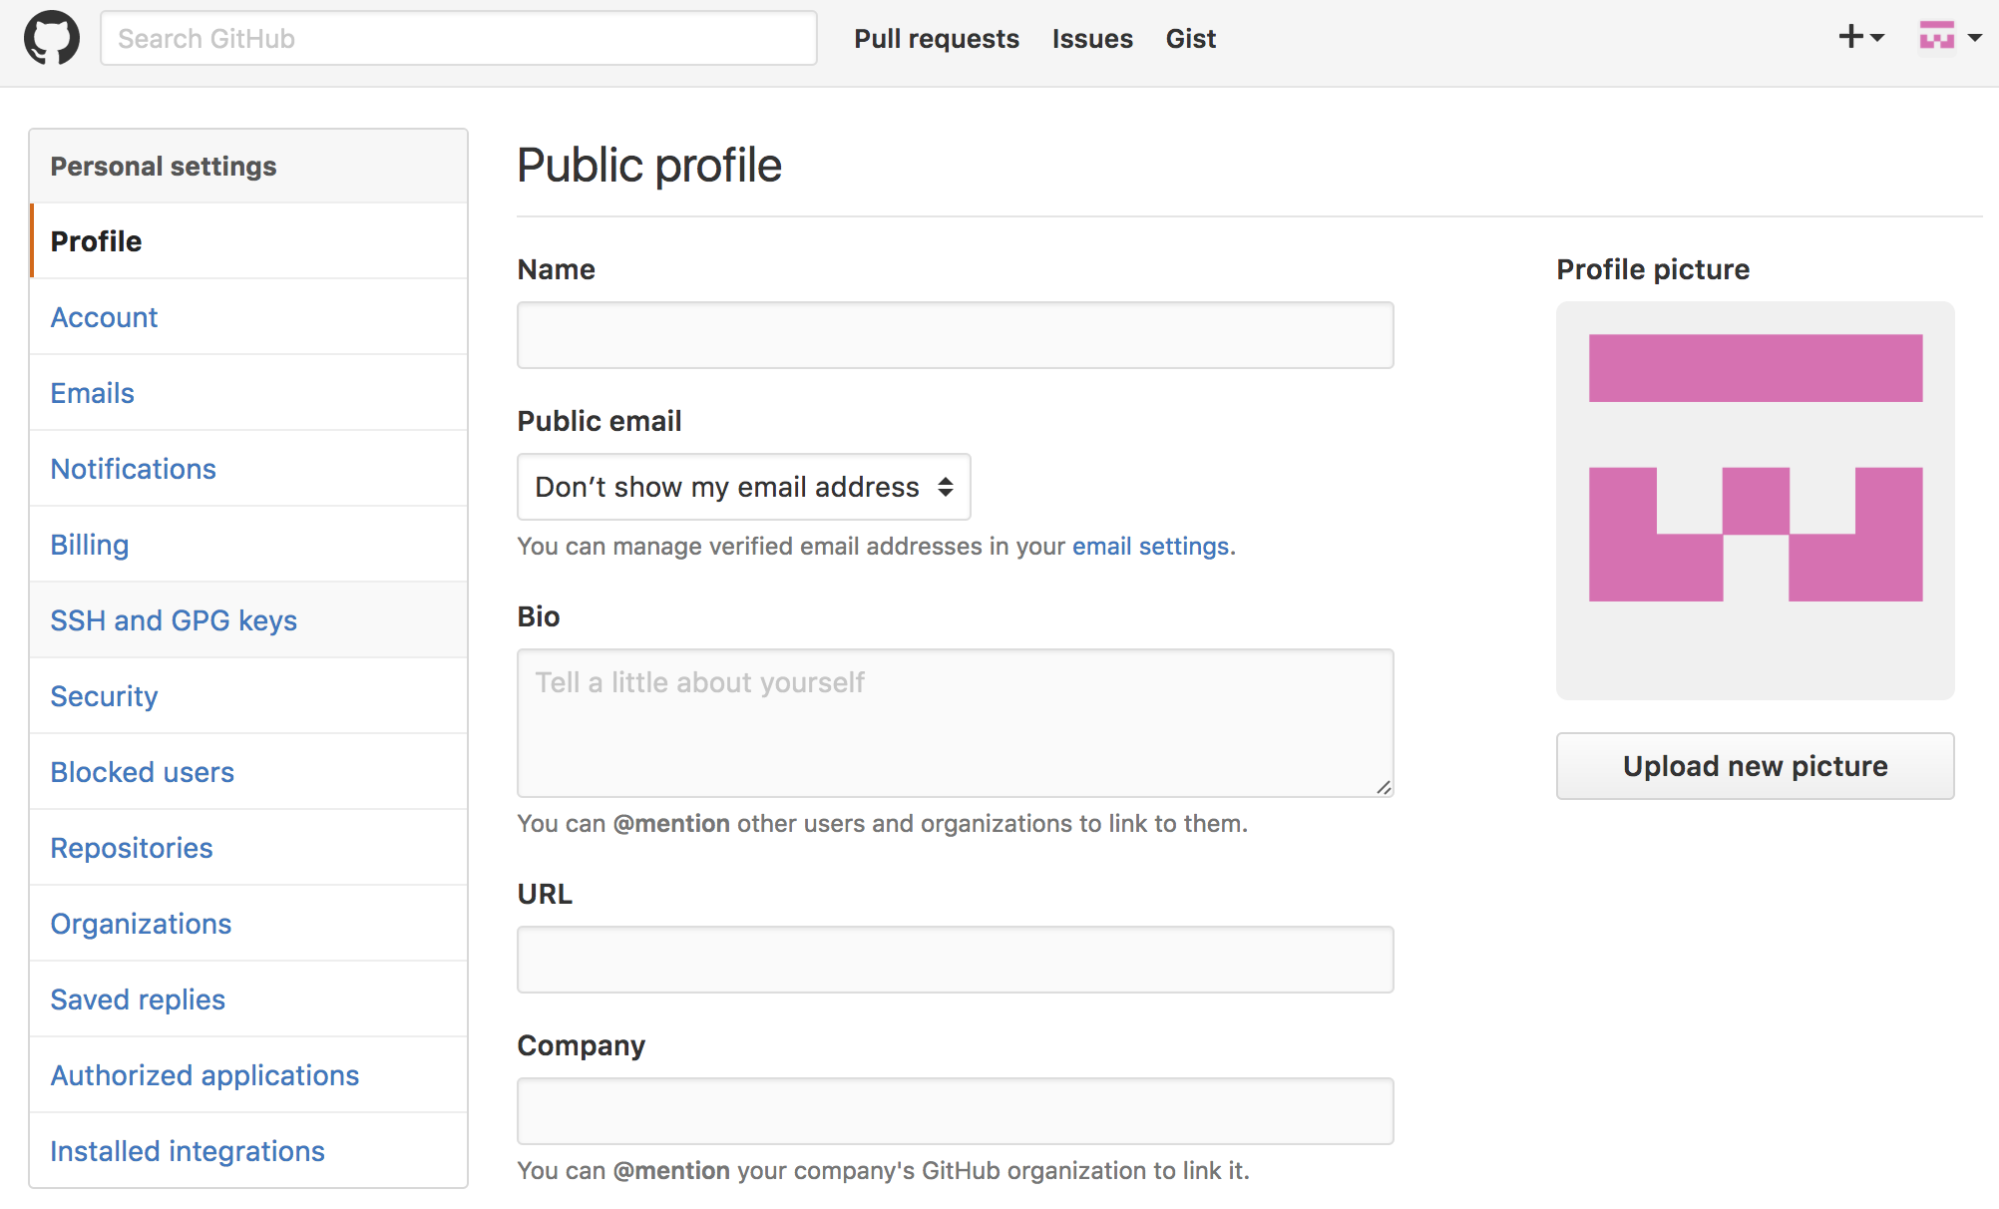 Search GitHub
Pull requests Issues Gist
Personal settings
Profile
Account
Emails
Notifications
Billing
SSH and GPG keys
Security
Blocked users
Repositories
Organizations
Saved replies
Authorized applications
Installed integrations
Public profile
Name
Public email
Don’t show my email address
You can manage verified email addresses in your email settings.
Bio
Tell a little about yourself
You can @mention other users and organizations to link to them.
URL
Company
You can @mention your company's GitHub organization to link it.
Profile picture
Upload new picture